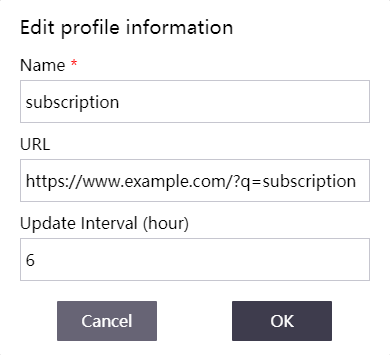 Edit profile information
Name *
subscription
URL
https://www.example.com/?q=subscription
Update Interval (hour)
6
Cancel OK